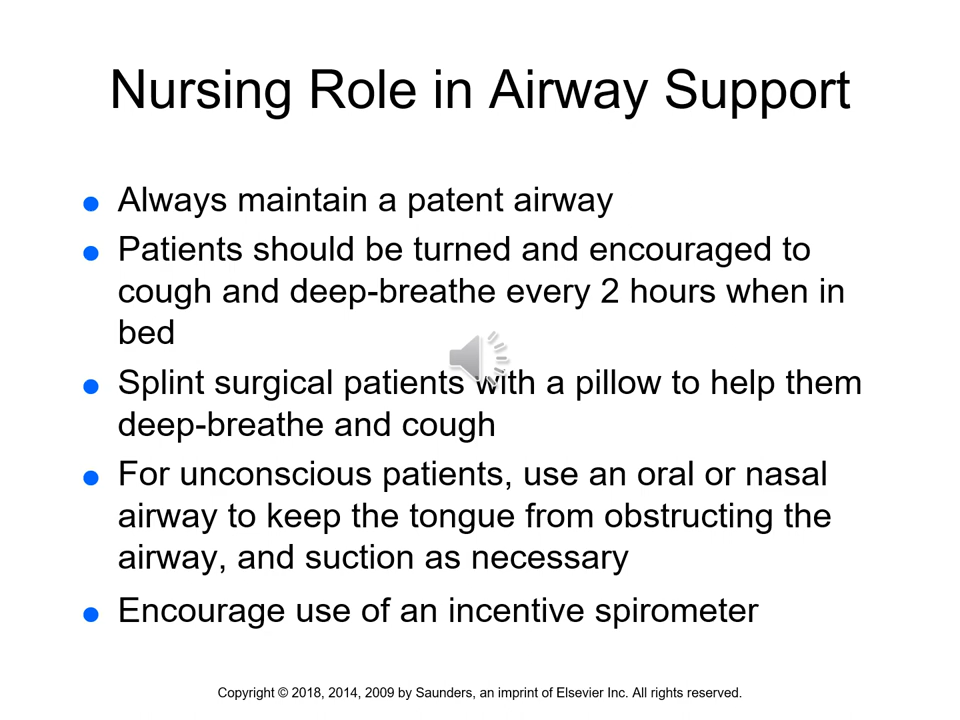 Nursing Role in Airway Support
Always maintain a patent airway
Patients should be turned and encouraged to
cough and deep-breathe every 2 hours when in
bed
Splint surgical patients with a pillow to help them
deep-breathe and cough
For unconscious patients, use an oral or nasal
airway to keep the tongue from obstructing the
airway, and suction as necessary
Encourage use of an incentive spirometer
Copyright © 2018, 2014, 2009 by Saunders, an imprint of Elsevier Inc. All rights reserved.